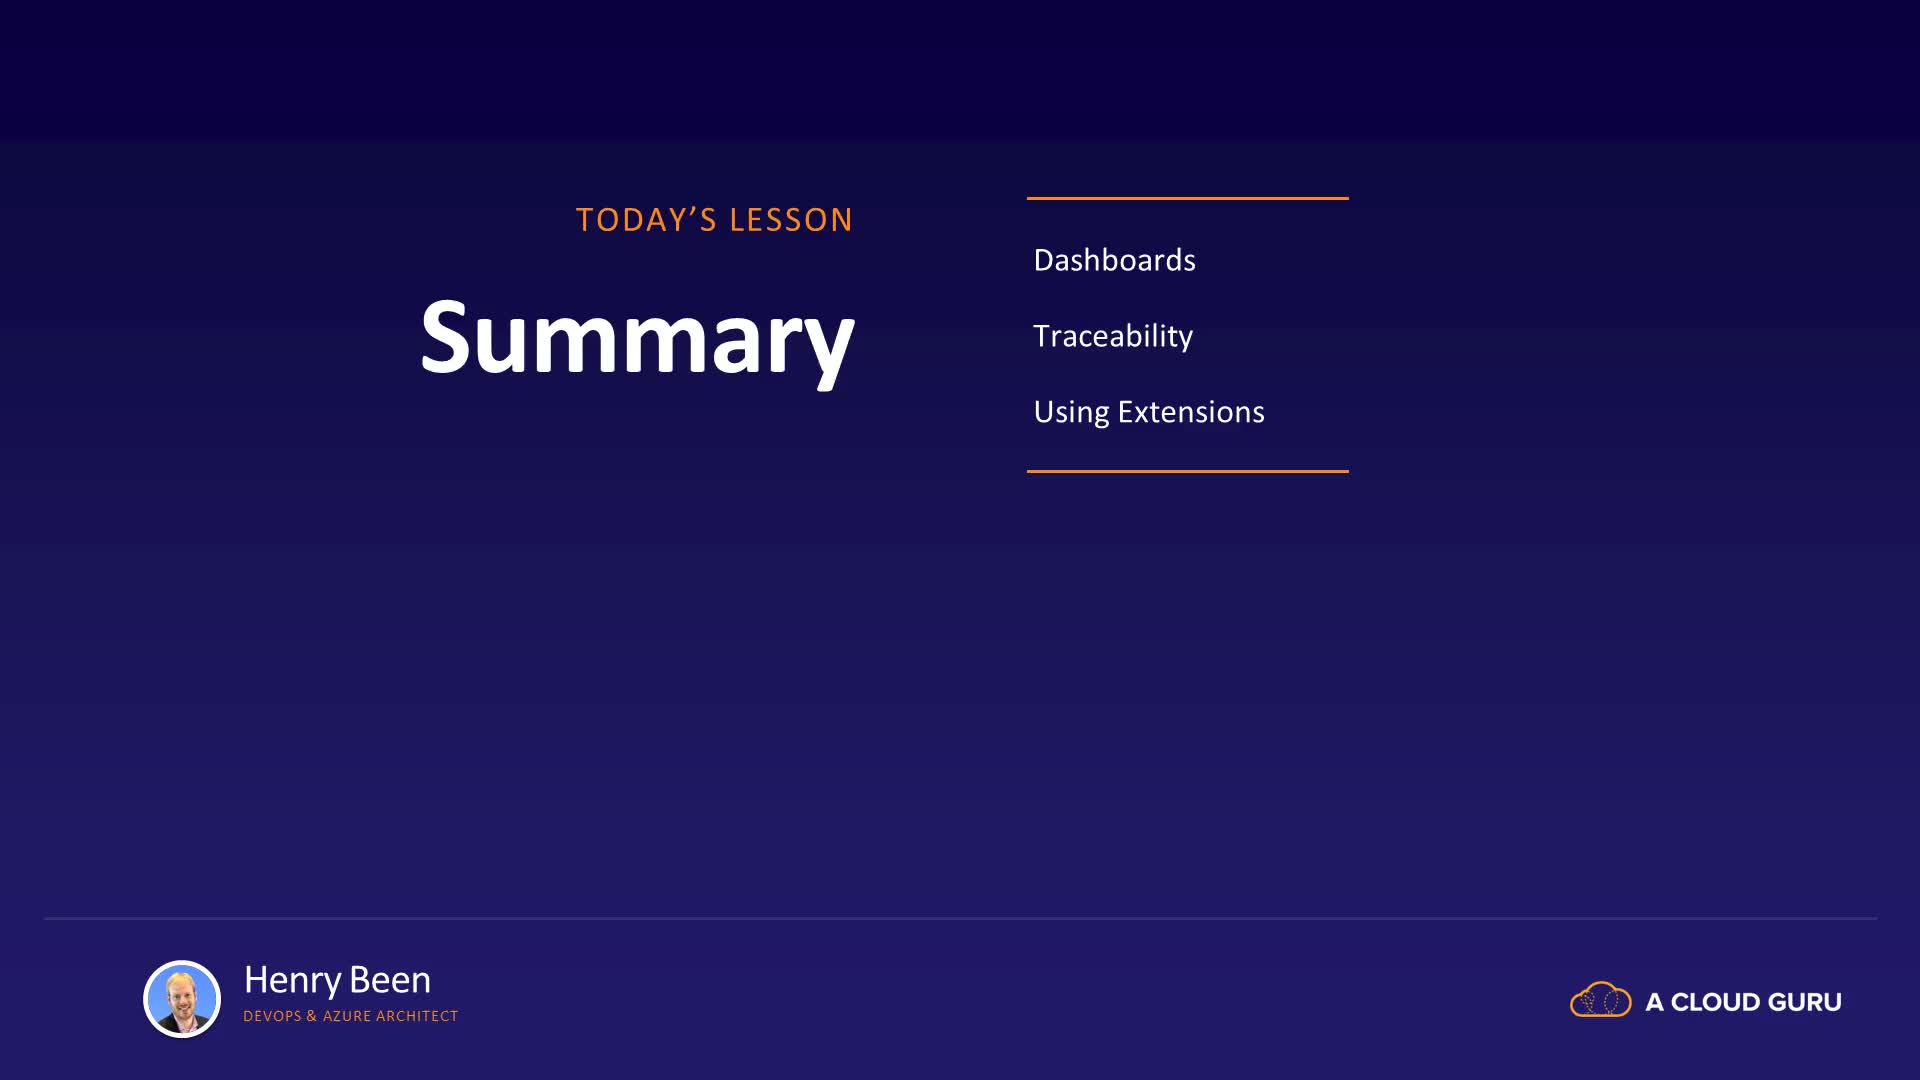 TODAY’S LESSON
Summary
Dashboards
Traceability
Using Extensions
Henry Been
DEVOPS & AZURE ARCHITECT
A CLOUD GURU